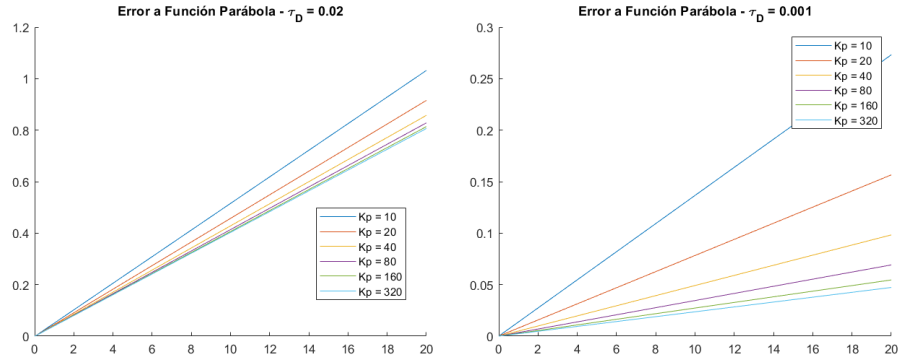 Error a Función Parábola - τD = 0.02
1.2
1
0.8
0.6
0.4
0.2
0
0 2 4 6 8 10 12 14 16 18 20
Kp = 10
Kp = 20
Kp = 40
Kp = 80
Kp = 160
Kp = 320
Error a Función Parábola - τD = 0.001
0.3
0.25
0.2
0.15
0.1
0.05
0
0 2 4 6 8 10 12 14 16 18 20
Kp = 10
Kp = 20
Kp = 40
Kp = 80
Kp = 160
Kp = 320